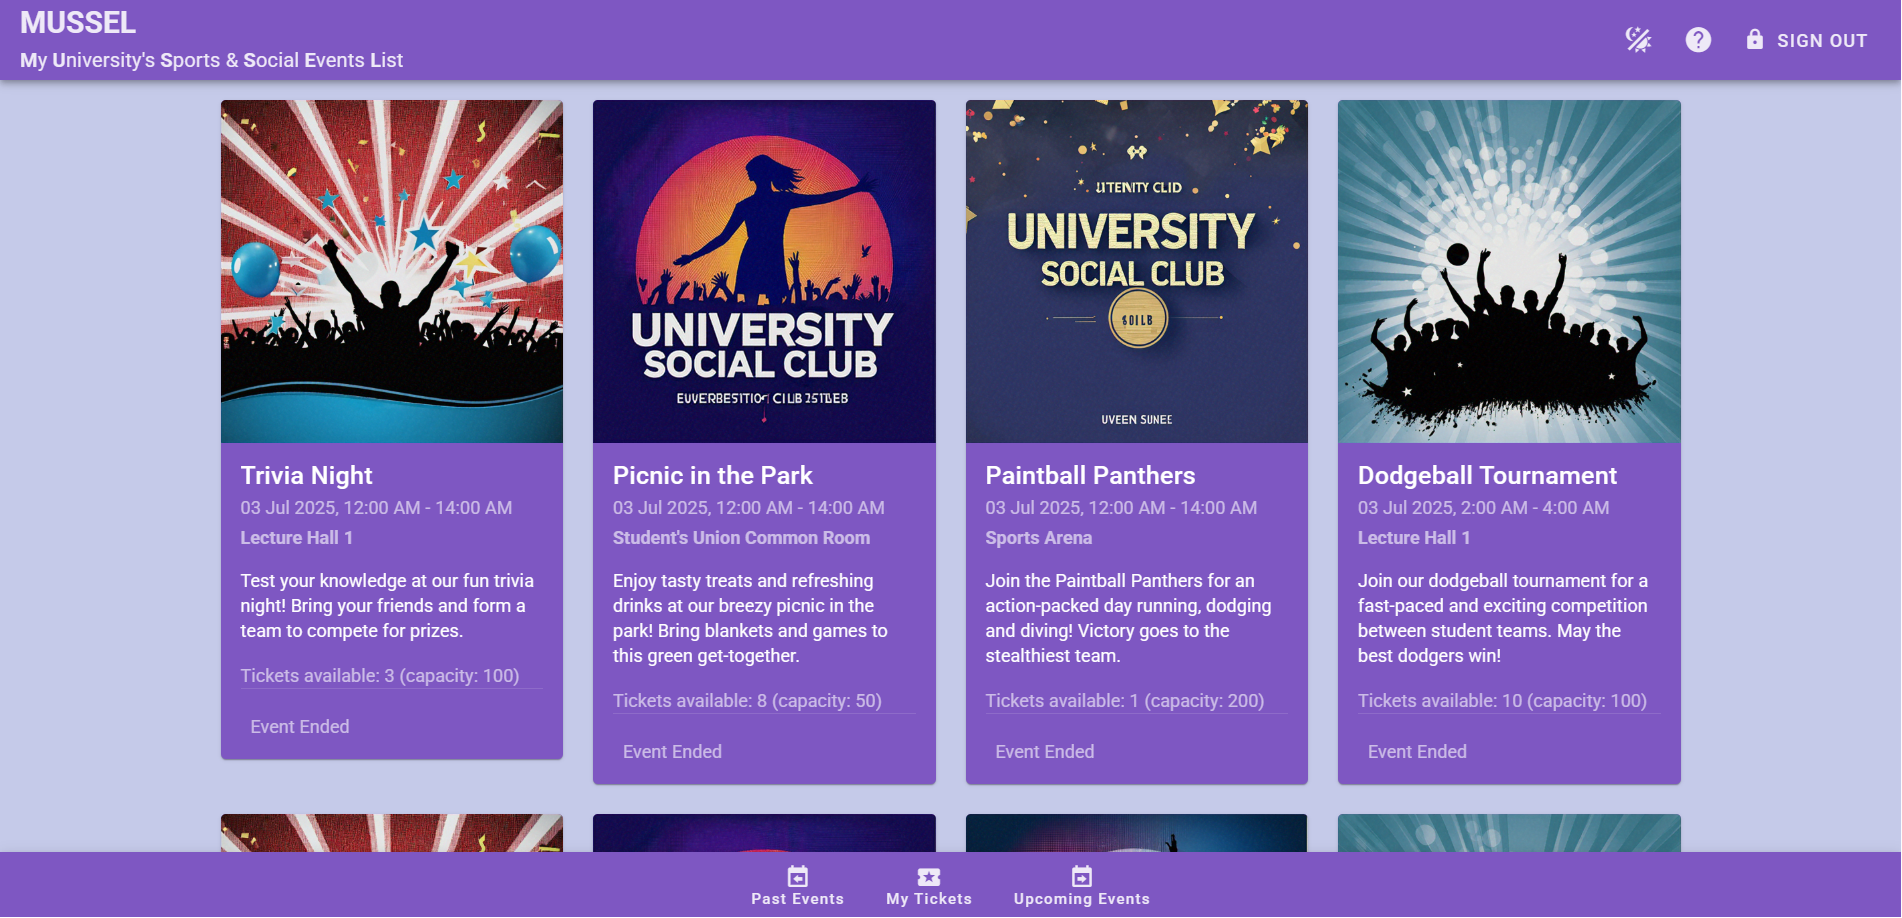 MUSSEL
My University's Sports & Social Events List
SIGN OUT
UNIVERSITY
SOCIAL CLUB
UNIVERSITY
SOCIAL CLUB
UVEEN SUNEE
Trivia Night
03 Jul 2025, 12:00 AM - 14:00 AM
Lecture Hall 1
Test your knowledge at our fun trivia
night! Bring your friends and form a
team to compete for prizes.
Tickets available: 3 (capacity: 100)
Event Ended
Picnic in the Park
03 Jul 2025, 12:00 AM - 14:00 AM
Student's Union Common Room
Enjoy tasty treats and refreshing
drinks at our breezy picnic in the
park! Bring blankets and games to
this green get-together.
Tickets available: 8 (capacity: 50)
Event Ended
Paintball Panthers
03 Jul 2025, 12:00 AM - 14:00 AM
Sports Arena
Join the Paintball Panthers for an
action-packed day running, dodging
and diving! Victory goes to the
stealthiest team.
Tickets available: 1 (capacity: 200)
Event Ended
Dodgeball Tournament
03 Jul 2025, 2:00 AM - 4:00 AM
Lecture Hall 1
Join our dodgeball tournament for a
fast-paced and exciting competition
between student teams. May the
best dodgers win!
Tickets available: 10 (capacity: 100)
Event Ended
Past Events
My Tickets
Upcoming Events